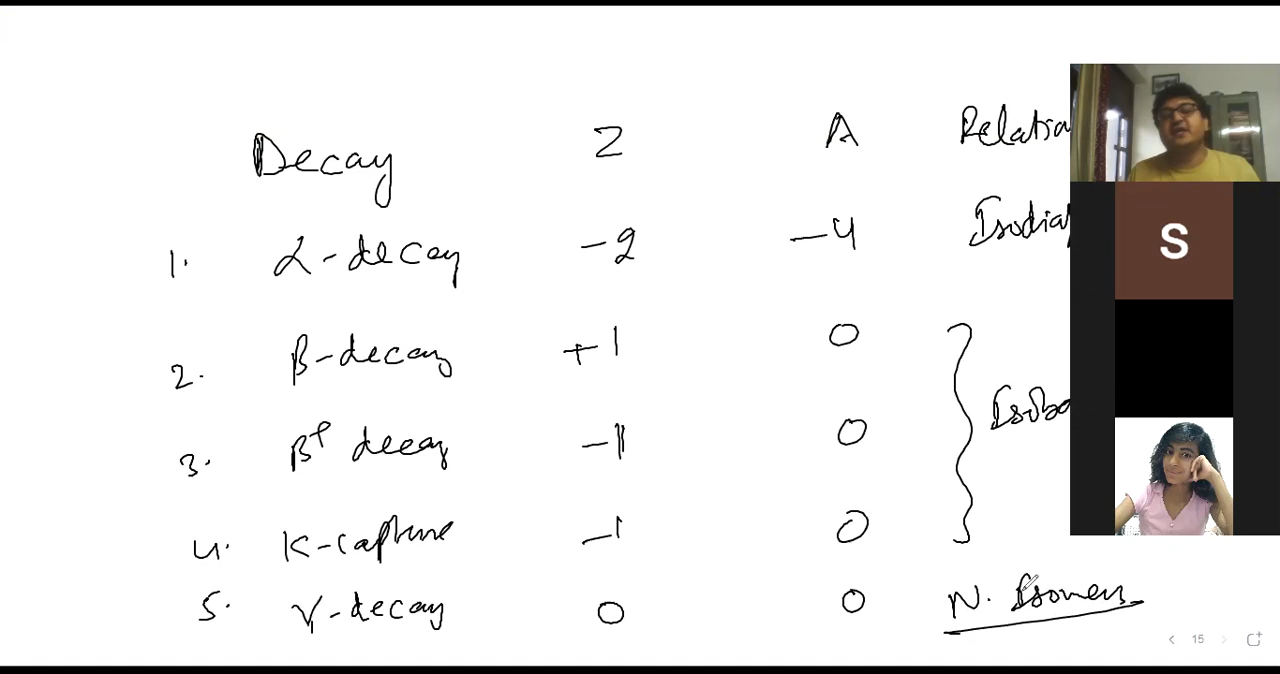 Decay Z A Relatio
1. α-decay -2 -4 Isodia
2. β-decay +1 0
Isoba
3. β+ decay -1 0
4. K-capture -1 0
5. γ-decay 0 0 N. Isomers
S
15